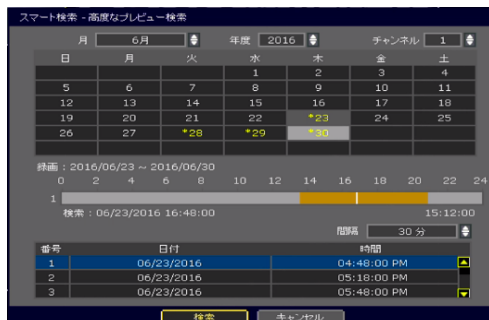 スマート検索 - 高度なプレビュー検索
月 6月 年度 2016 チャンネル 1
日 月 火 水 木 金 土
1 2 3 4
5 6 7 8 9 10 11
12 13 14 15 16 17 18
19 20 21 22 *23 24 25
26 27 *28 *29 *30
録画 : 2016/06/23 ~ 2016/06/30
0 2 4 6 8 10 12 14 16 18 20 22 24
1
検索 : 06/23/2016 16:48:00 15:12:00
間隔 30 分
番号 日付 時間
1 06/23/2016 04:48:00 PM
2 06/23/2016 05:18:00 PM
3 06/23/2016 05:48:00 PM
検索 キャンセル